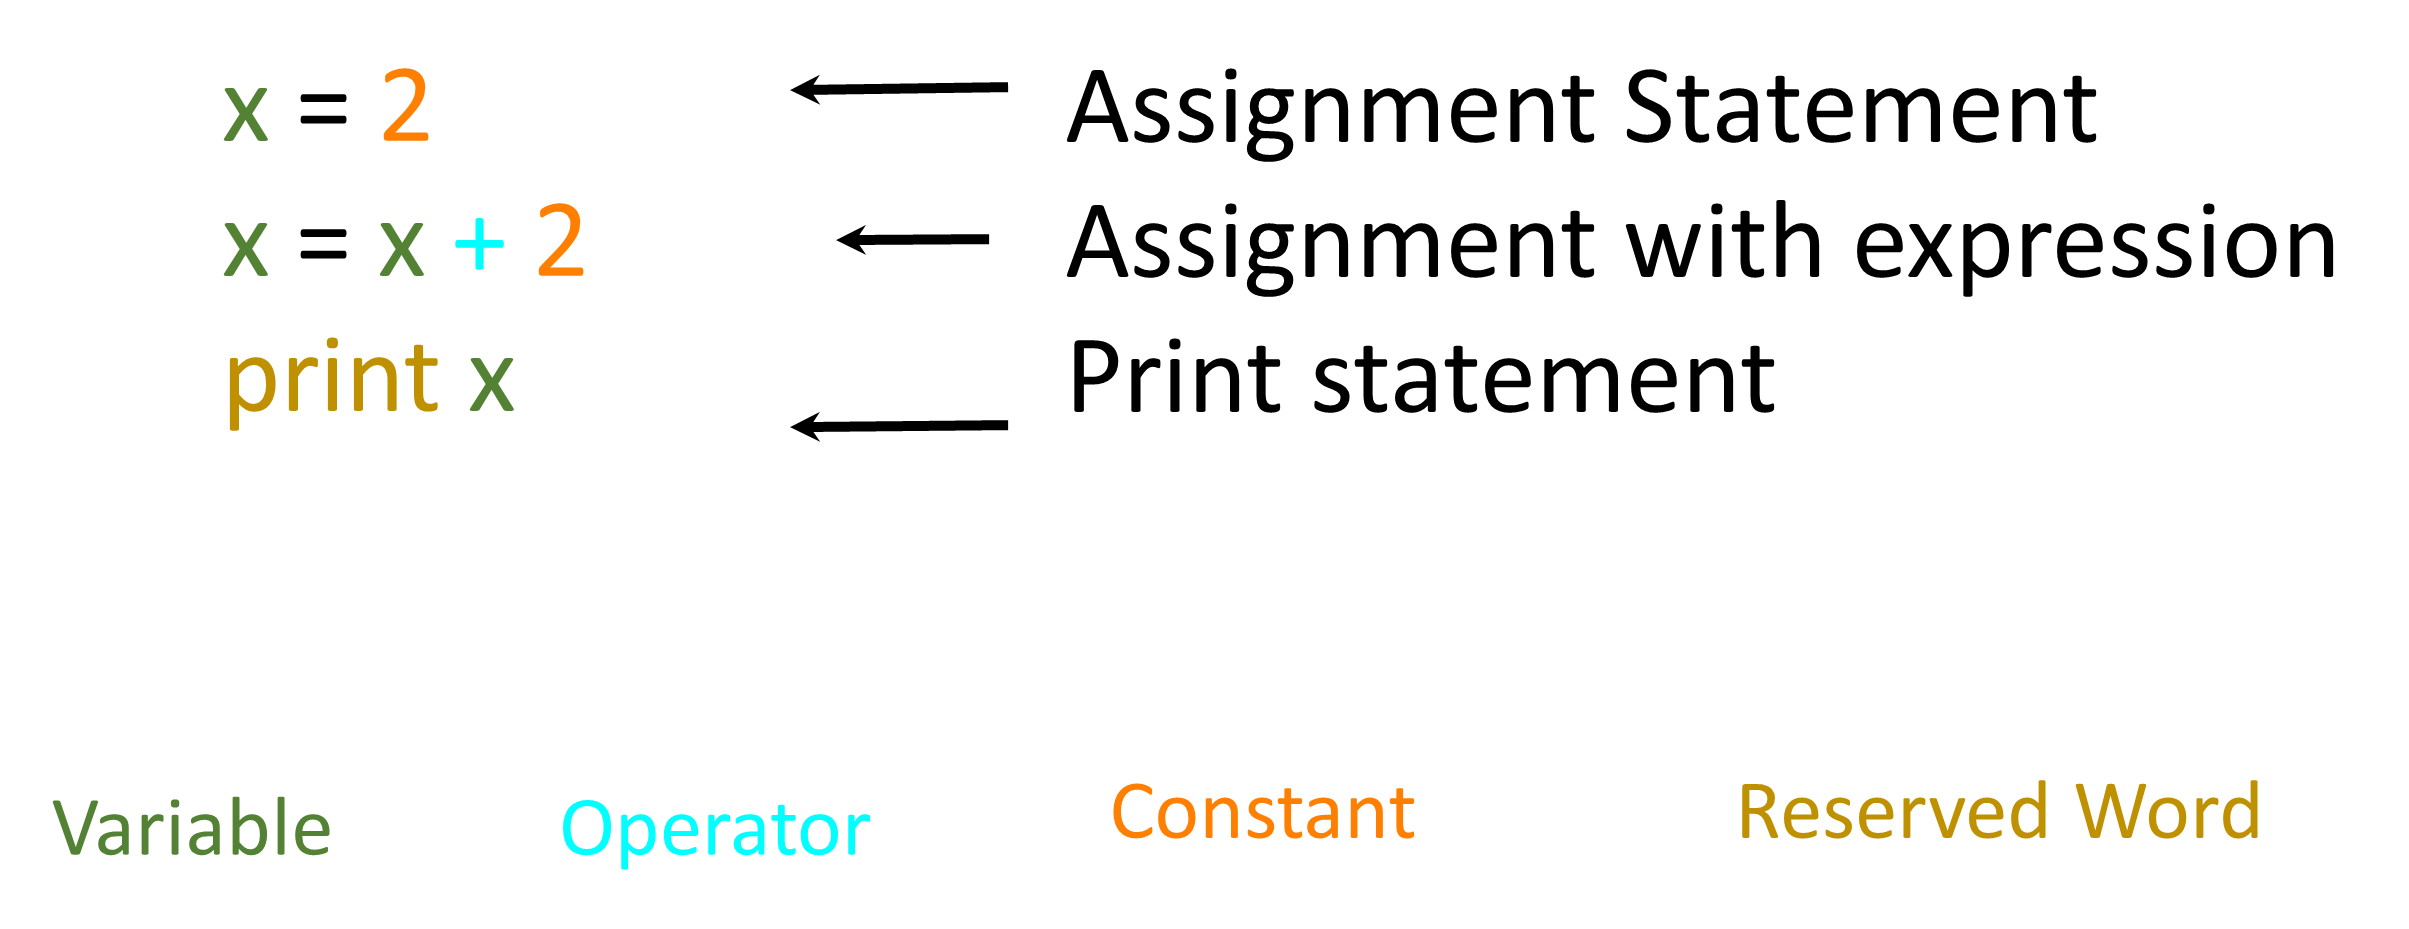 x = 2 Assignment Statement
x = x + 2 Assignment with expression
print x Print statement
Variable Operator Constant Reserved Word